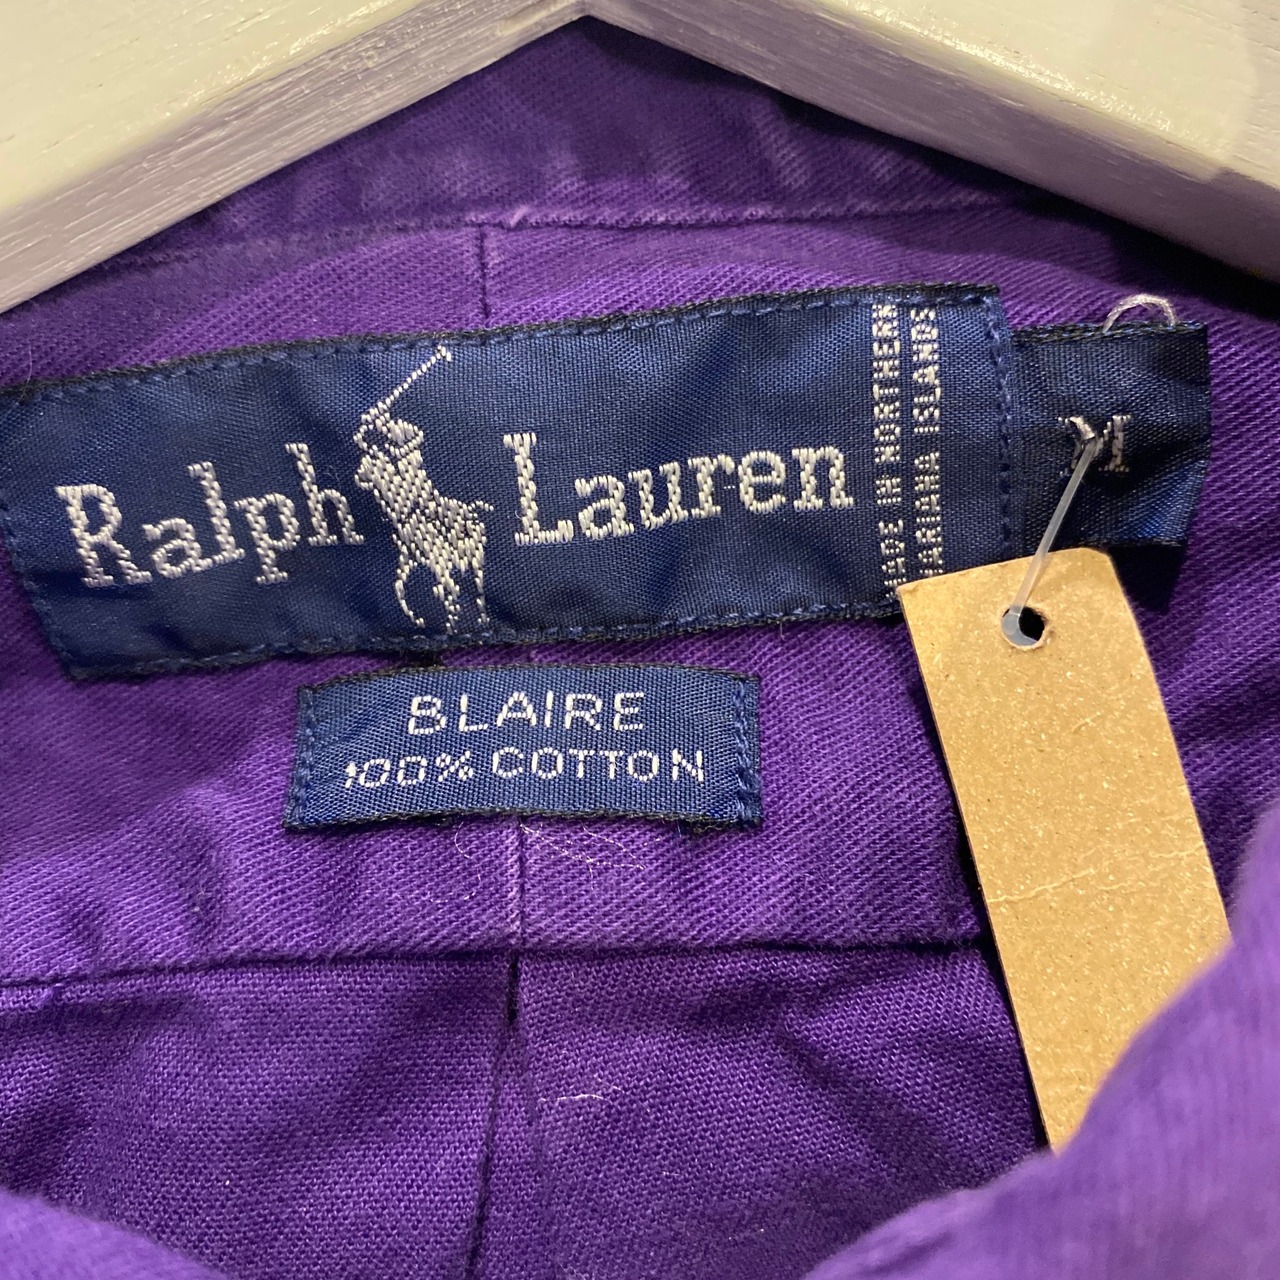 Ralph Lauren
MADE IN NORTHERN
MARIANA ISLANDS
M
BLAIRE
100% COTTON